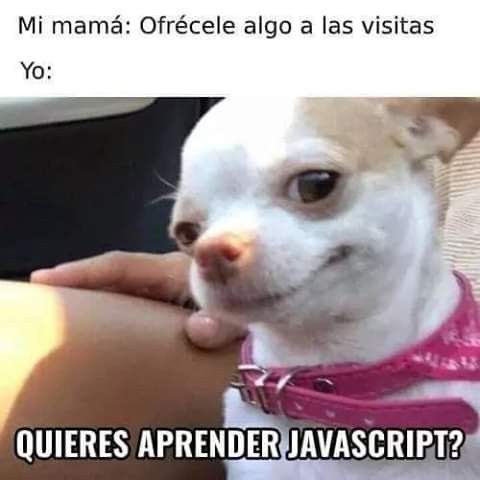 Mi mamá: Ofrécele algo a las visitas
Yo:
QUIERES APRENDER JAVASCRIPT?